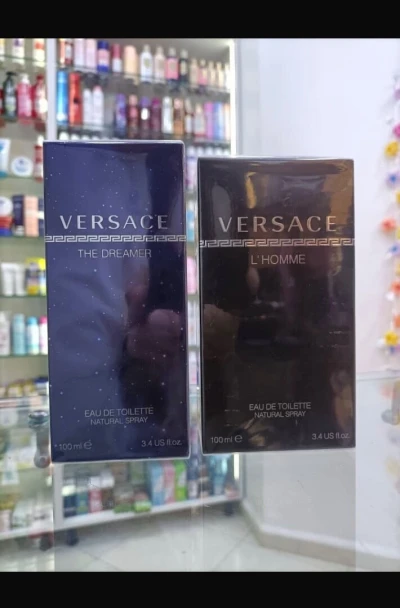 VERSACE
THE DREAMER
EAU DE TOILETTE
NATURAL SPRAY
100 ml ℮ 3.4 US fl oz.
VERSACE
L'HOMME
EAU DE TOILETTE
NATURAL SPRAY
100 ml ℮ 3.4 US fl oz.